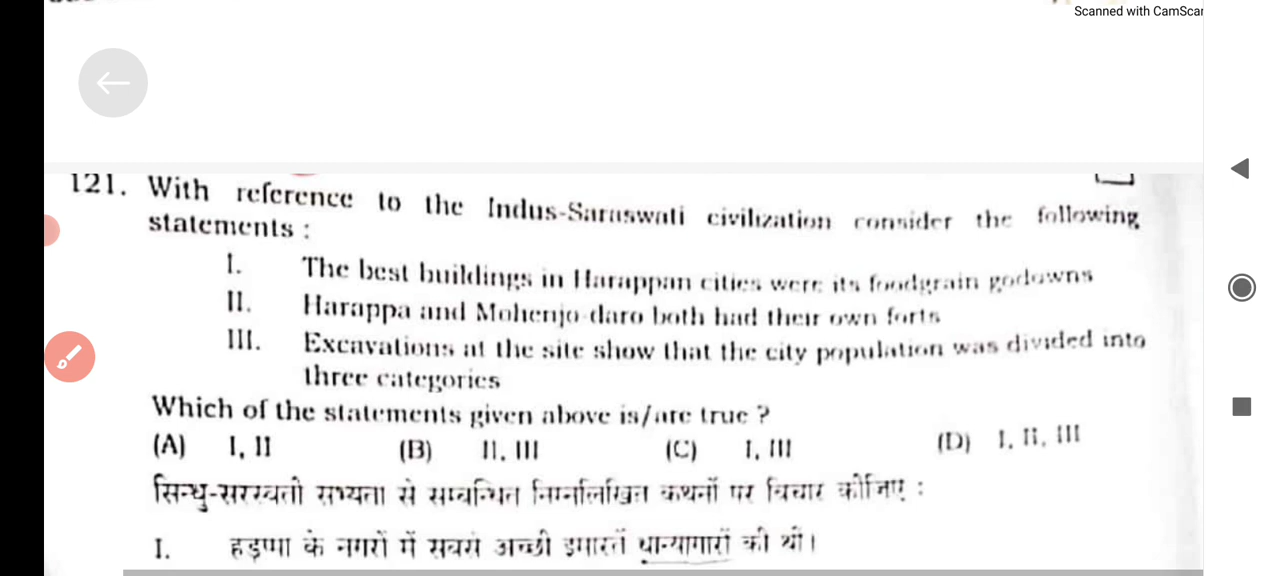 Scanned with CamScar
121. With reference to the Indus-Saraswati civilization consider the following
statements :
I. The best buildings in Harappan cities were its foodgrain godowns
II. Harappa and Mohenjo-daro both had their own forts
III. Excavations at the site show that the city population was divided into
three categories
Which of the statements given above is/are true ?
(A) I, II (B) II, III (C) I, III (D) I, II, III
सिन्धु-सरस्वती सभ्यता से सम्बन्धित निम्नलिखित कथनों पर विचार कीजिए :
I. हड़प्पा के नगरों में सबसे अच्छी इमारतें धान्यागारों की थीं।